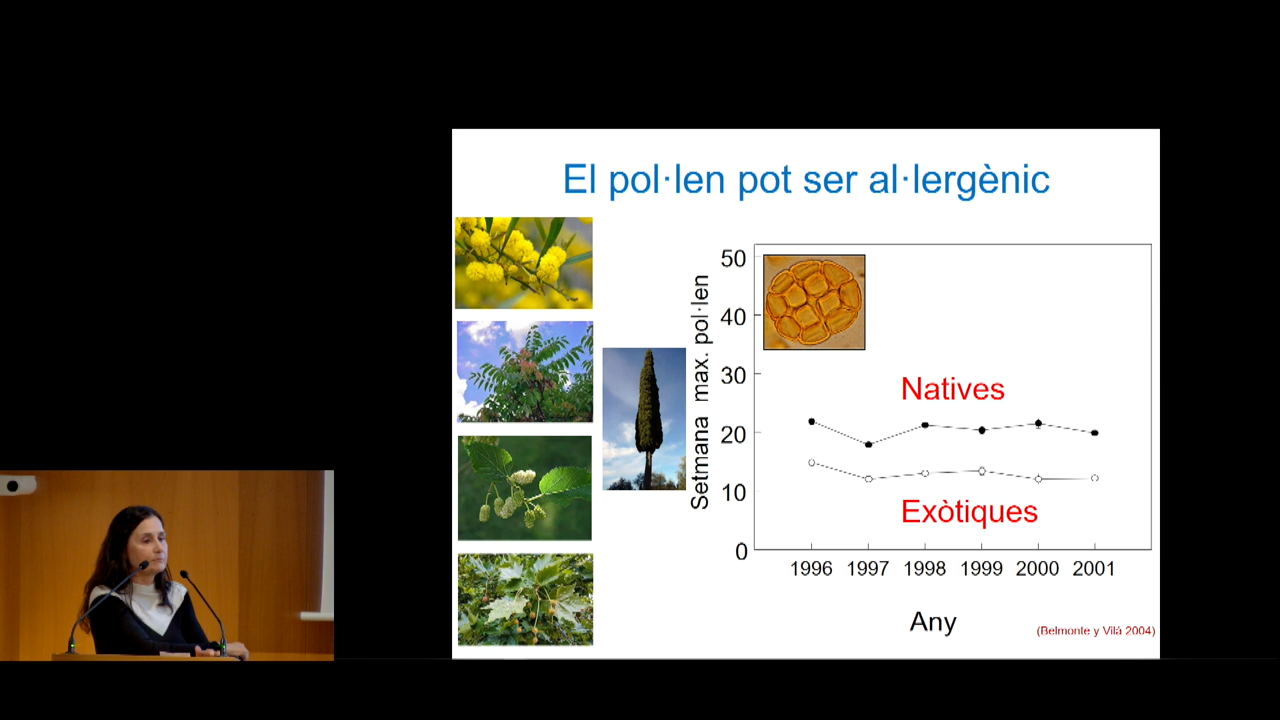 El pol·len pot ser al·lergènic
Setmana max. pol·len
50
40
30
20
10
0
Natives
Exòtiques
1996 1997 1998 1999 2000 2001
Any
(Belmonte y Vilà 2004)